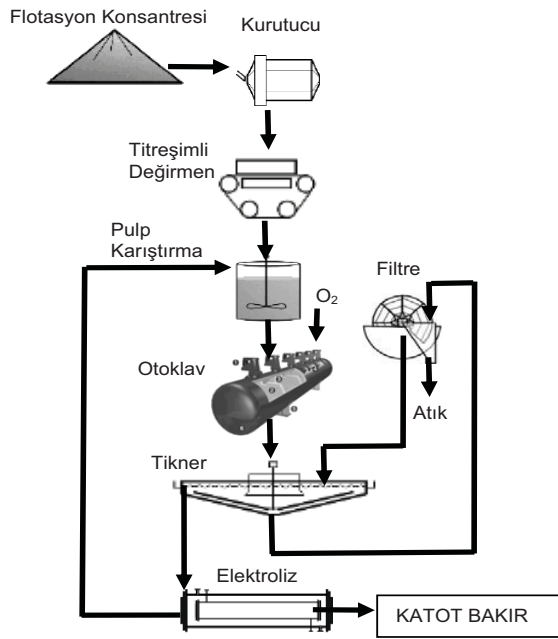 Flotasyon Konsantresi
Kurutucu
Titreşimli
Değirmen
Pulp
Karıştırma
Filtre
O₂
Otoklav
Atık
Tikner
Elektroliz
KATOT BAKIR